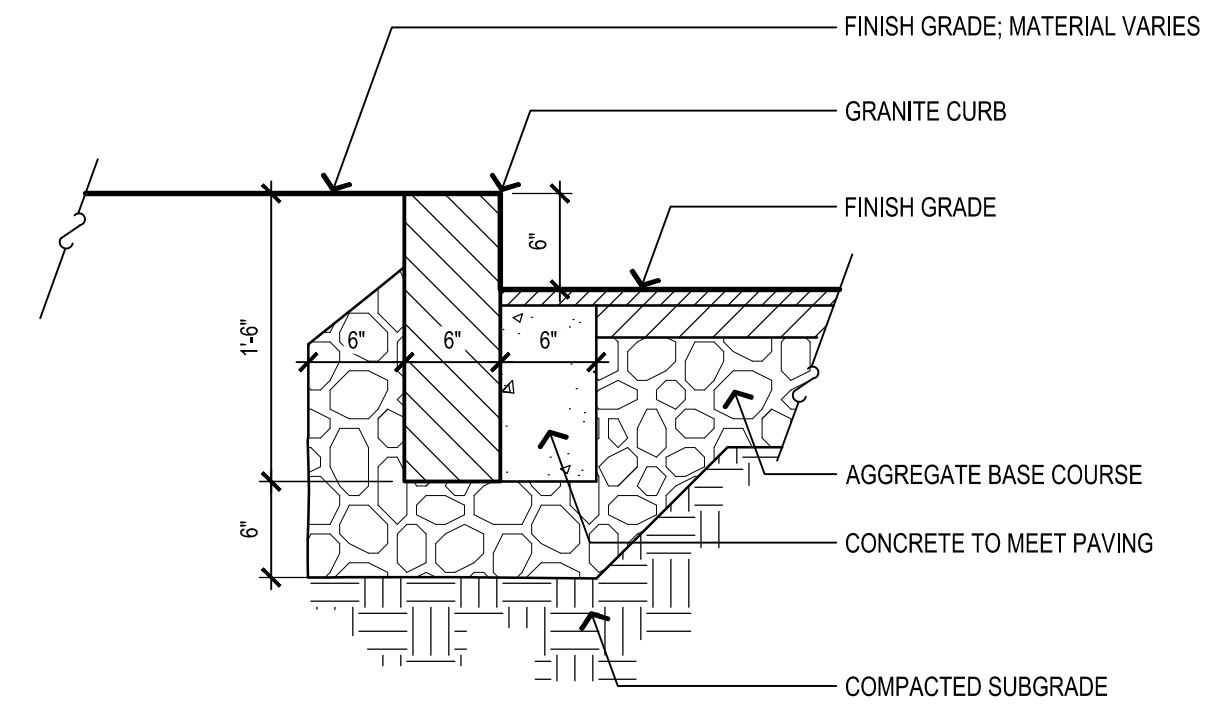 FINISH GRADE; MATERIAL VARIES
GRANITE CURB
FINISH GRADE
6"
1'-6"
6"
6"
6"
AGGREGATE BASE COURSE
6"
CONCRETE TO MEET PAVING
COMPACTED SUBGRADE